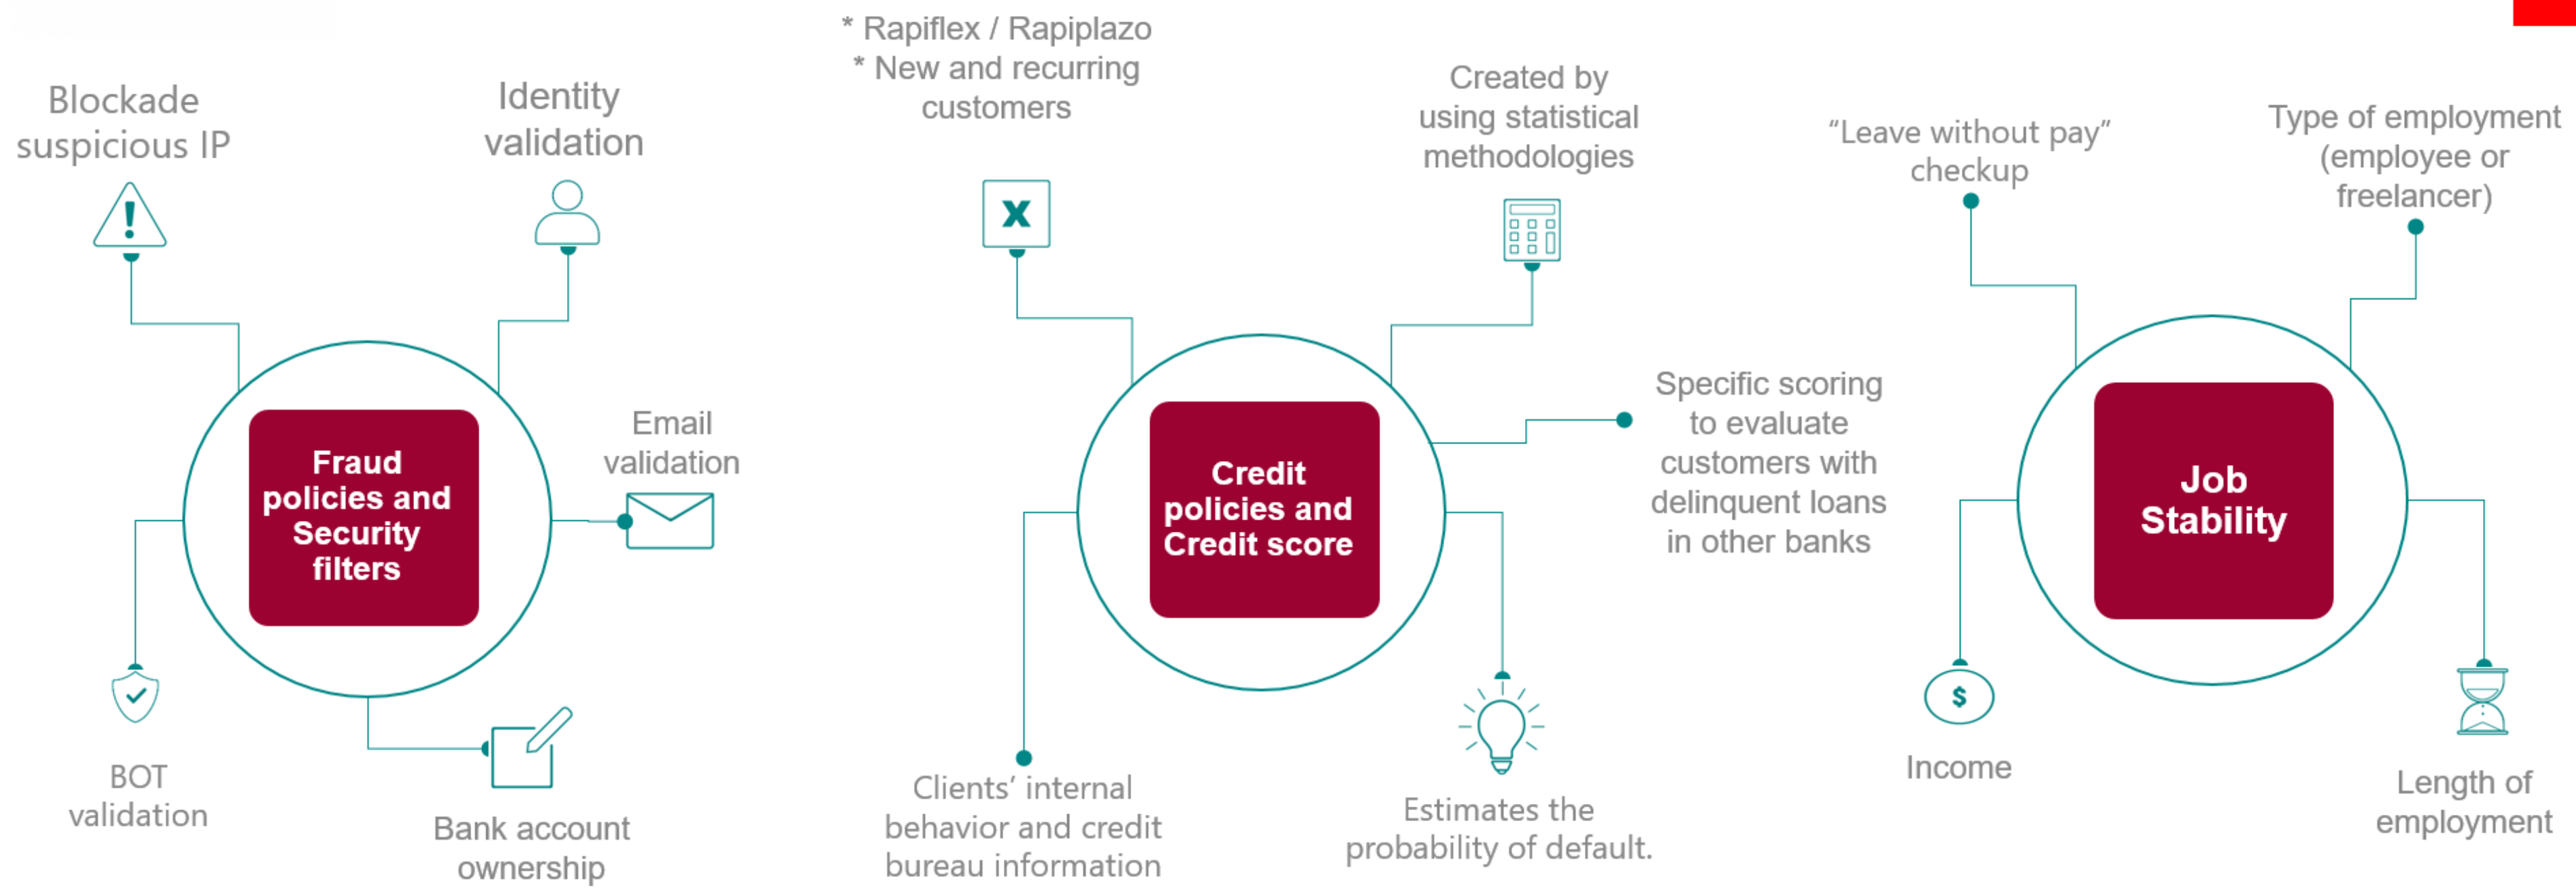 Blockade
suspicious IP
Identity
validation
Email
validation
Fraud
policies and
Security
filters
BOT
validation
Bank account
ownership
* Rapiflex / Rapiplazo
* New and recurring
customers
X
Created by
using statistical
methodologies
Specific scoring
to evaluate
customers with
delinquent loans
in other banks
Credit
policies and
Credit score
Clients’ internal
behavior and credit
bureau information
Estimates the
probability of default.
“Leave without pay”
checkup
Type of employment
(employee or
freelancer)
Job
Stability
$
Income
Length of
employment